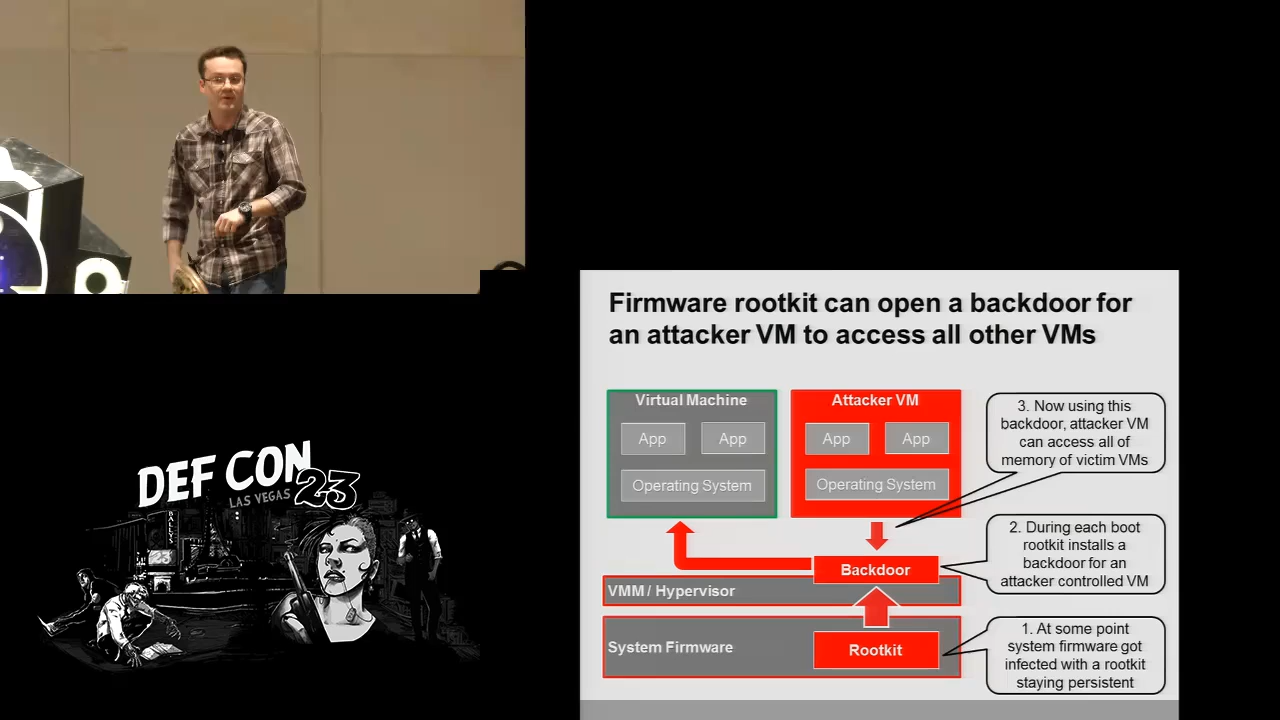 Firmware rootkit can open a backdoor for
an attacker VM to access all other VMs
Virtual Machine
App
App
Operating System
Attacker VM
App
App
Operating System
3. Now using this
backdoor, attacker VM
can access all of
memory of victim VMs
2. During each boot
rootkit installs a
backdoor for an
attacker controlled VM
Backdoor
VMM / Hypervisor
1. At some point
system firmware got
infected with a rootkit
staying persistent
System Firmware
Rootkit
DEF CON
LAS VEGAS 23
BALLY'S